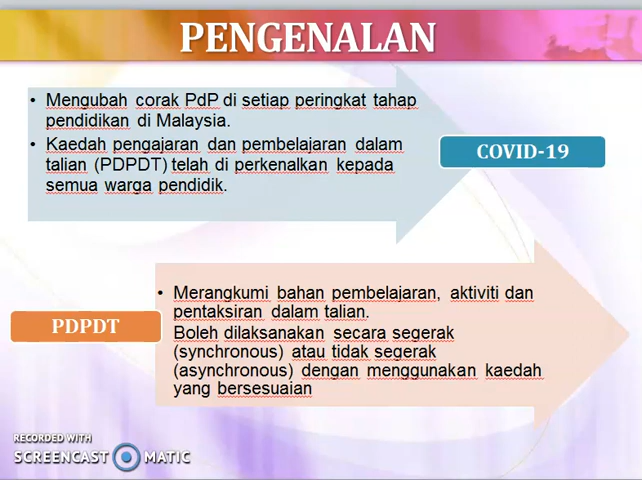 PENGENALAN
• Mengubah corak PdP di setiap peringkat tahap
pendidikan di Malaysia.
• Kaedah pengajaran dan pembelajaran dalam
talian (PDPDT) telah di perkenalkan kepada
semua warga pendidik.
COVID-19
PDPDT
• Merangkumi bahan pembelajaran, aktiviti dan
pentaksiran dalam talian.
Boleh dilaksanakan secara segerak
(synchronous) atau tidak segerak
(asynchronous) dengan menggunakan kaedah
yang bersesuaian
RECORDED WITH
SCREENCAST MATIC